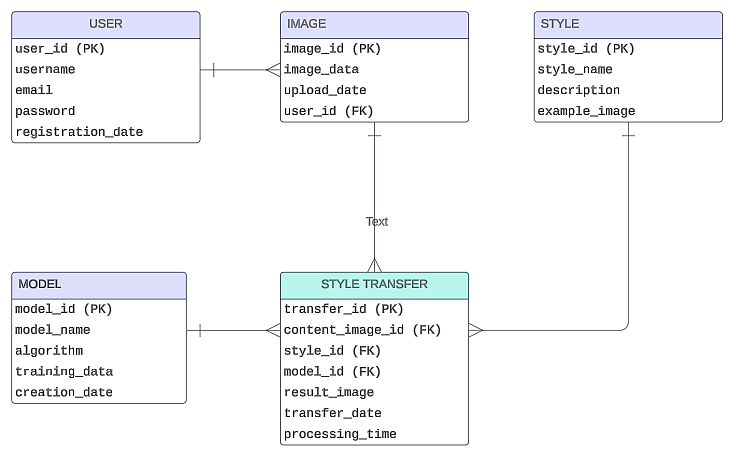 USER
user_id (PK)
username
email
password
registration_date
IMAGE
image_id (PK)
image_data
upload_date
user_id (FK)
STYLE
style_id (PK)
style_name
description
example_image
Text
MODEL
model_id (PK)
model_name
algorithm
training_data
creation_date
STYLE TRANSFER
transfer_id (PK)
content_image_id (FK)
style_id (FK)
model_id (FK)
result_image
transfer_date
processing_time